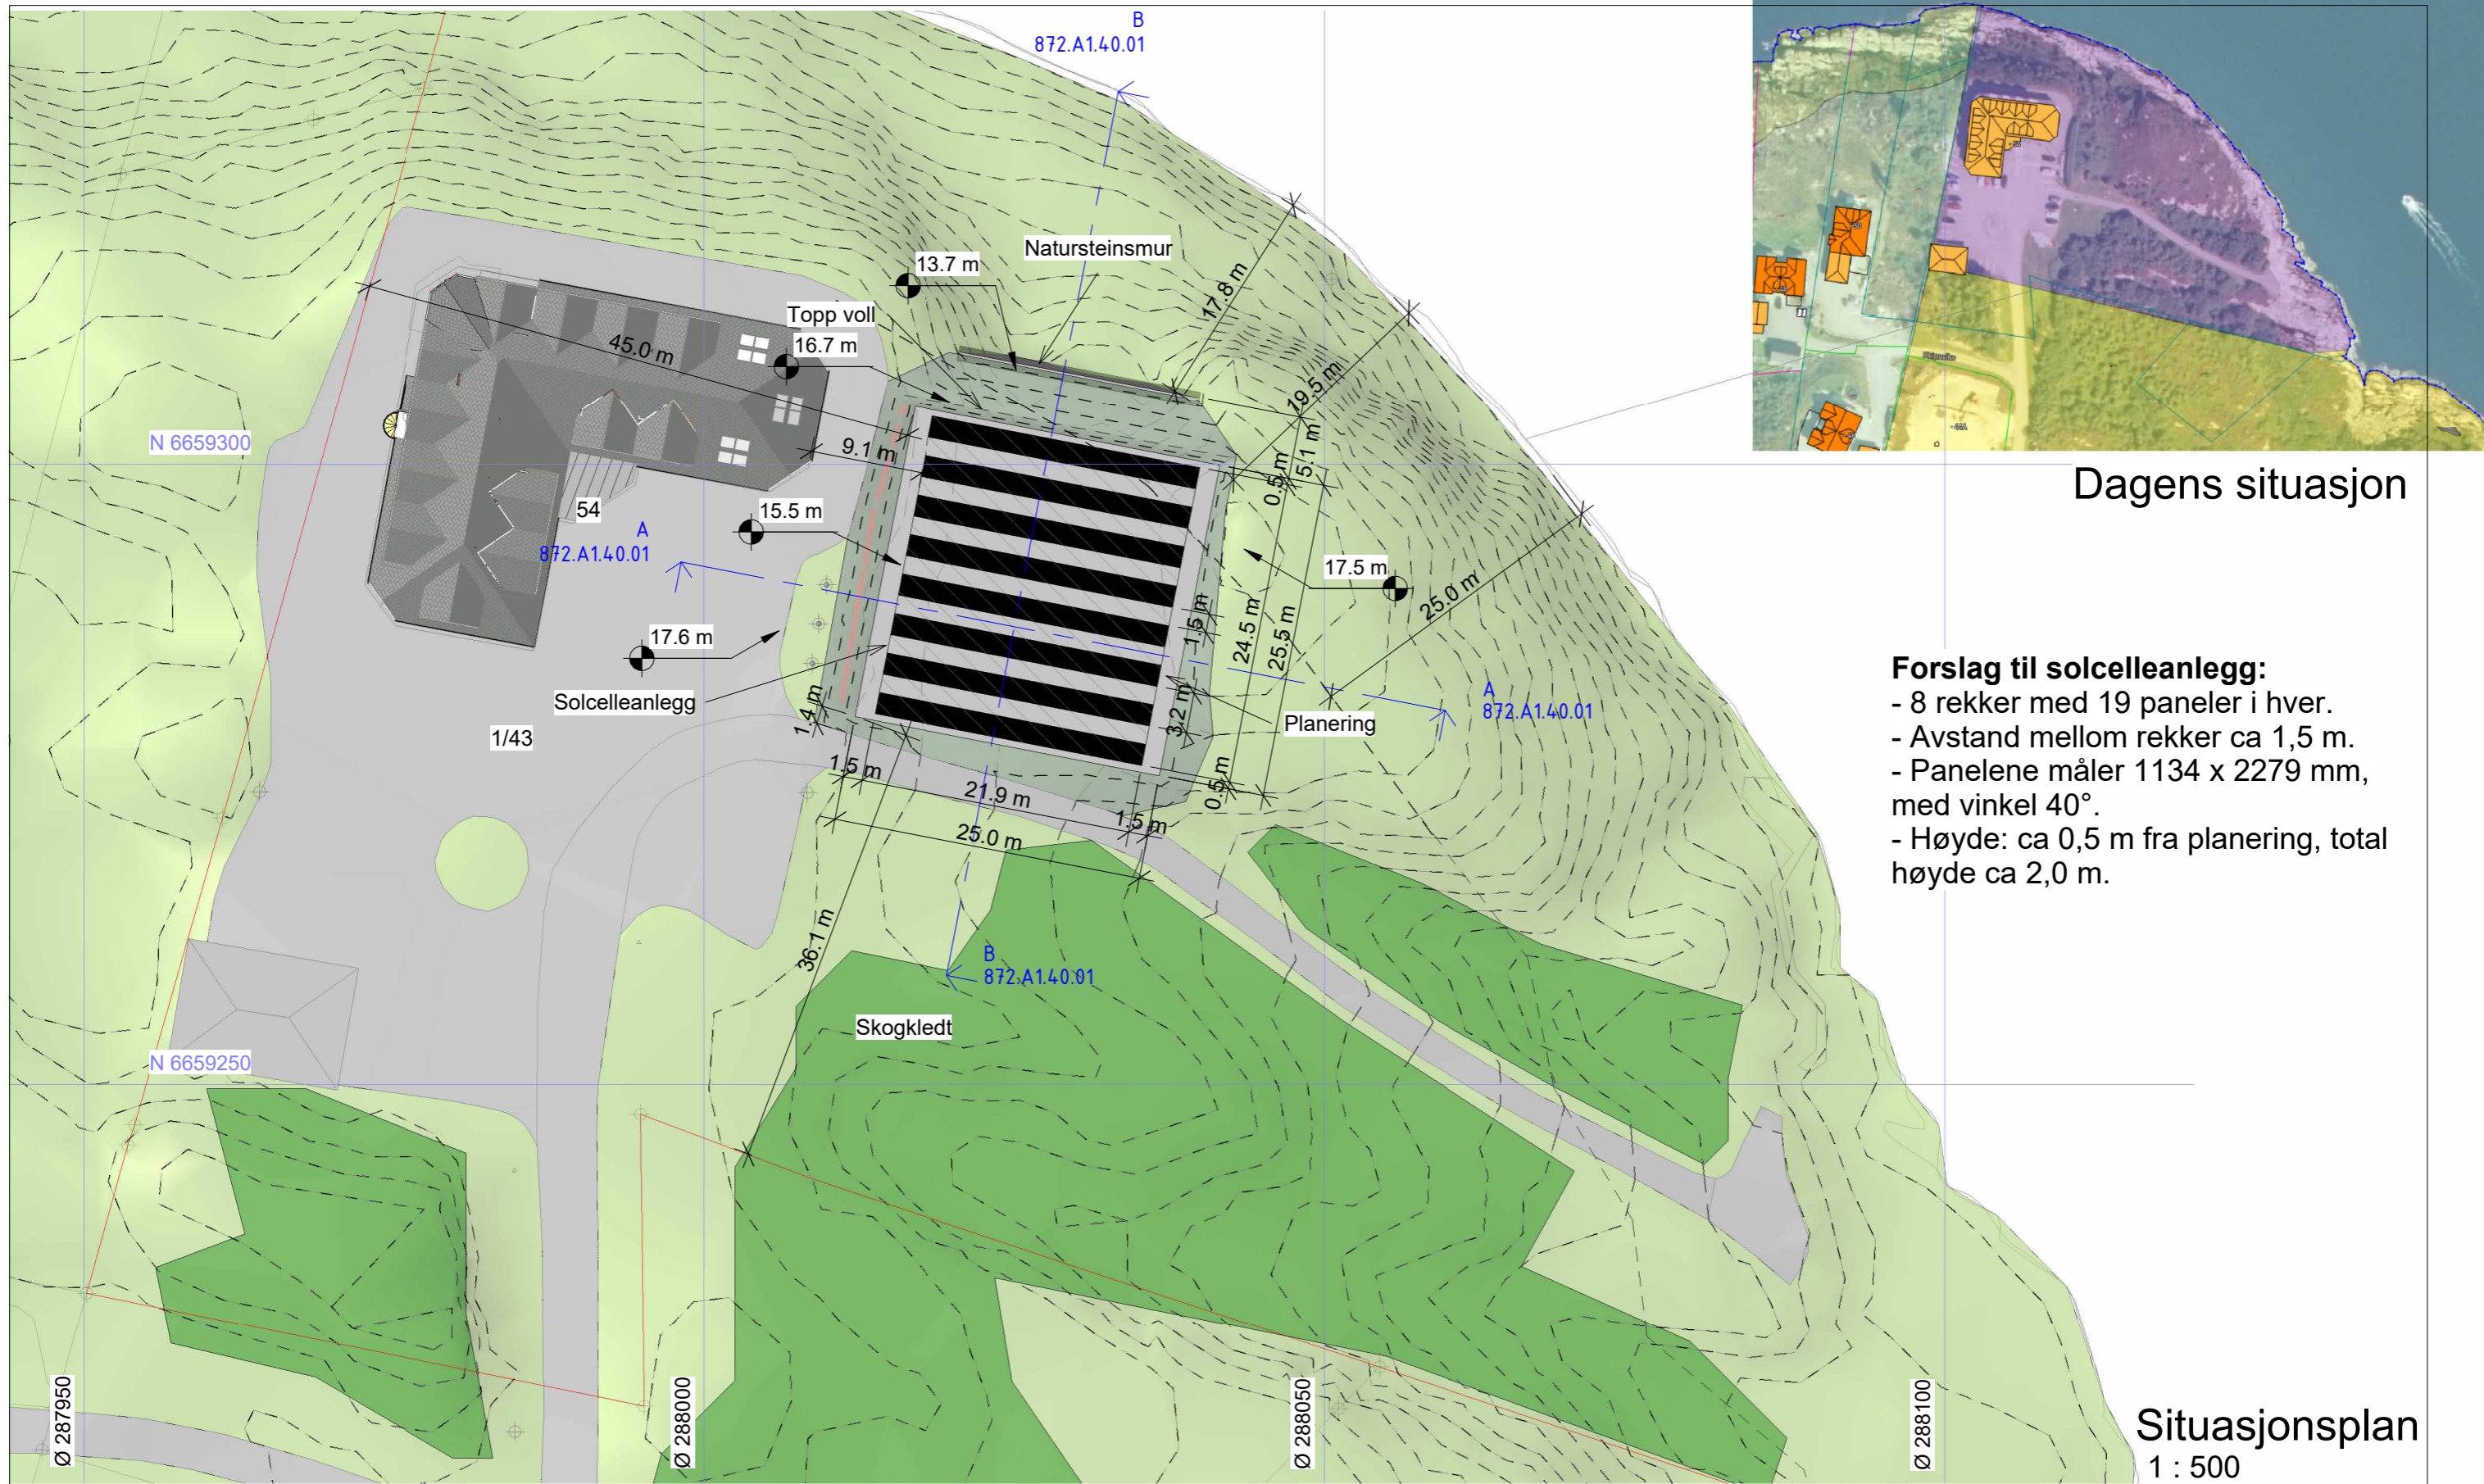 B
872.A1.40.01
Natursteinsmur
13.7 m
17.8 m
Topp voll
16.7 m
45.0 m
19.5 m
N 6659300
9.1 m
0.5 m
5.1 m
Dagens situasjon
54
15.5 m
A
872.A1.40.01
17.5 m
25.0 m
1.5 m
24.5 m
25.5 m
17.6 m
Forslag til solcelleanlegg:
- 8 rekker med 19 paneler i hver.
- Avstand mellom rekker ca 1,5 m.
- Panelene måler 1134 x 2279 mm,
med vinkel 40°.
- Høyde: ca 0,5 m fra planering, total
høyde ca 2,0 m.
Solcelleanlegg
1.4 m
3.2 m
Planering
A
872.A1.40.01
1/43
1.5 m
21.9 m
0.5 m
1.5 m
25.0 m
36.1 m
B
872.A1.40.01
Skogkledt
N 6659250
Ø 287950
Ø 288000
Ø 288050
Ø 288100
Situasjonsplan
1 : 500